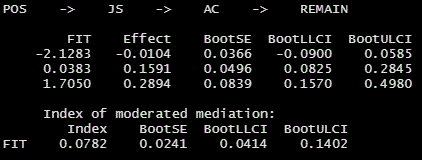 POS -> JS -> AC -> REMAIN
FIT Effect BootSE BootLLCI BootULCI
-2.1283 -0.0104 0.0366 -0.0900 0.0585
0.0383 0.1591 0.0496 0.0825 0.2845
1.7050 0.2894 0.0839 0.1570 0.4980
Index of moderated mediation:
Index BootSE BootLLCI BootULCI
FIT 0.0782 0.0241 0.0414 0.1402